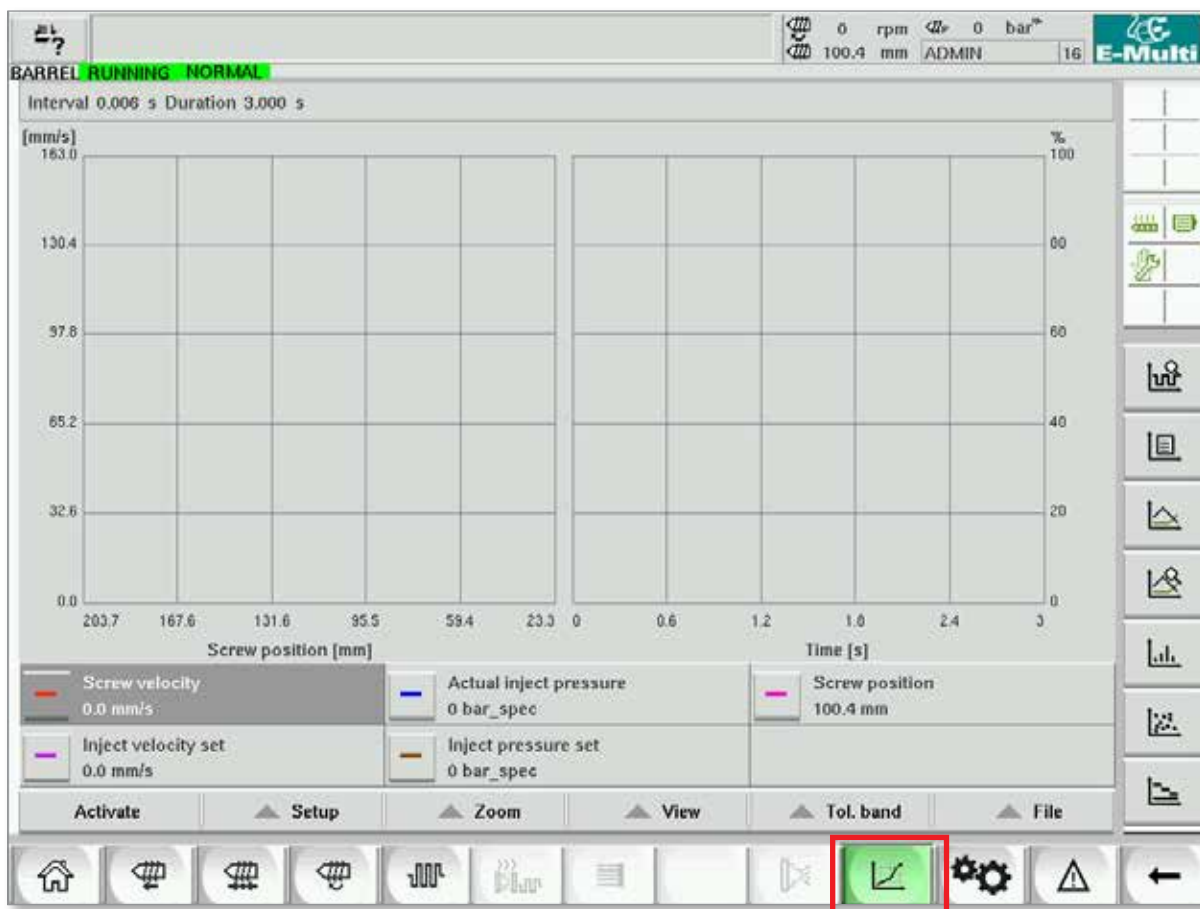 0 rpm 0 bar
100.4 mm ADMIN 16
E-Multi
BARREL RUNNING NORMAL
Interval 0.006 s Duration 3.000 s
[mm/s] %
163.0 100
130.4 80
97.8 60
65.2 40
32.6 20
0.0 0
203.7 167.6 131.6 95.5 59.4 23.3 0 0.6 1.2 1.8 2.4 3
Screw position [mm] Time [s]
Screw velocity Actual inject pressure Screw position
0.0 mm/s 0 bar_spec 100.4 mm
Inject velocity set Inject pressure set
0.0 mm/s 0 bar_spec
Activate Setup Zoom View Tol. band File